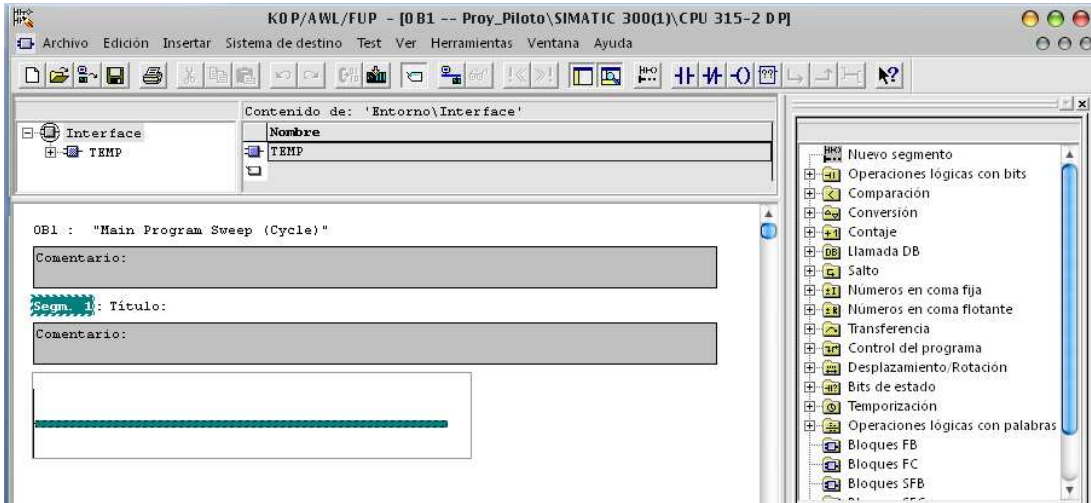 KOP/AWL/FUP - [OB1 -- Proy_Piloto\SIMATIC 300(1)\CPU 315-2 DP]
Archivo Edición Insertar Sistema de destino Test Ver Herramientas Ventana Ayuda
Contenido de: 'Entorno\Interface'
Interface
TEMP
Nombre
TEMP
OB1 : "Main Program Sweep (Cycle)"
Comentario:
Segm. 1: Título:
Comentario:
Nuevo segmento
Operaciones lógicas con bits
Comparación
Conversión
Contaje
Llamada DB
Salto
Números en coma fija
Números en coma flotante
Transferencia
Control del programa
Desplazamiento/Rotación
Bits de estado
Temporización
Operaciones lógicas con palabras
Bloques FB
Bloques FC
Bloques SFB